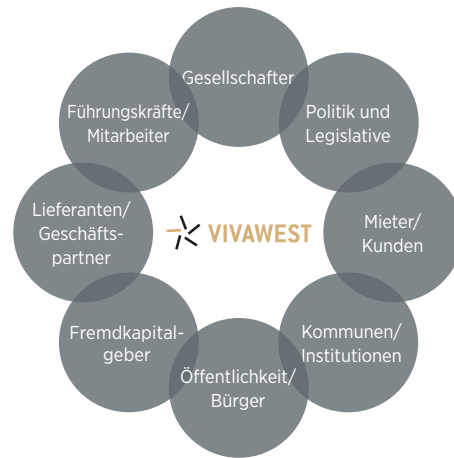 Gesellschafter
Politik und
Legislative
Mieter/
Kunden
Kommunen/
Institutionen
Öffentlichkeit/
Bürger
Fremdkapital-
geber
Lieferanten/
Geschäfts-
partner
Führungskräfte/
Mitarbeiter
VIVAWEST